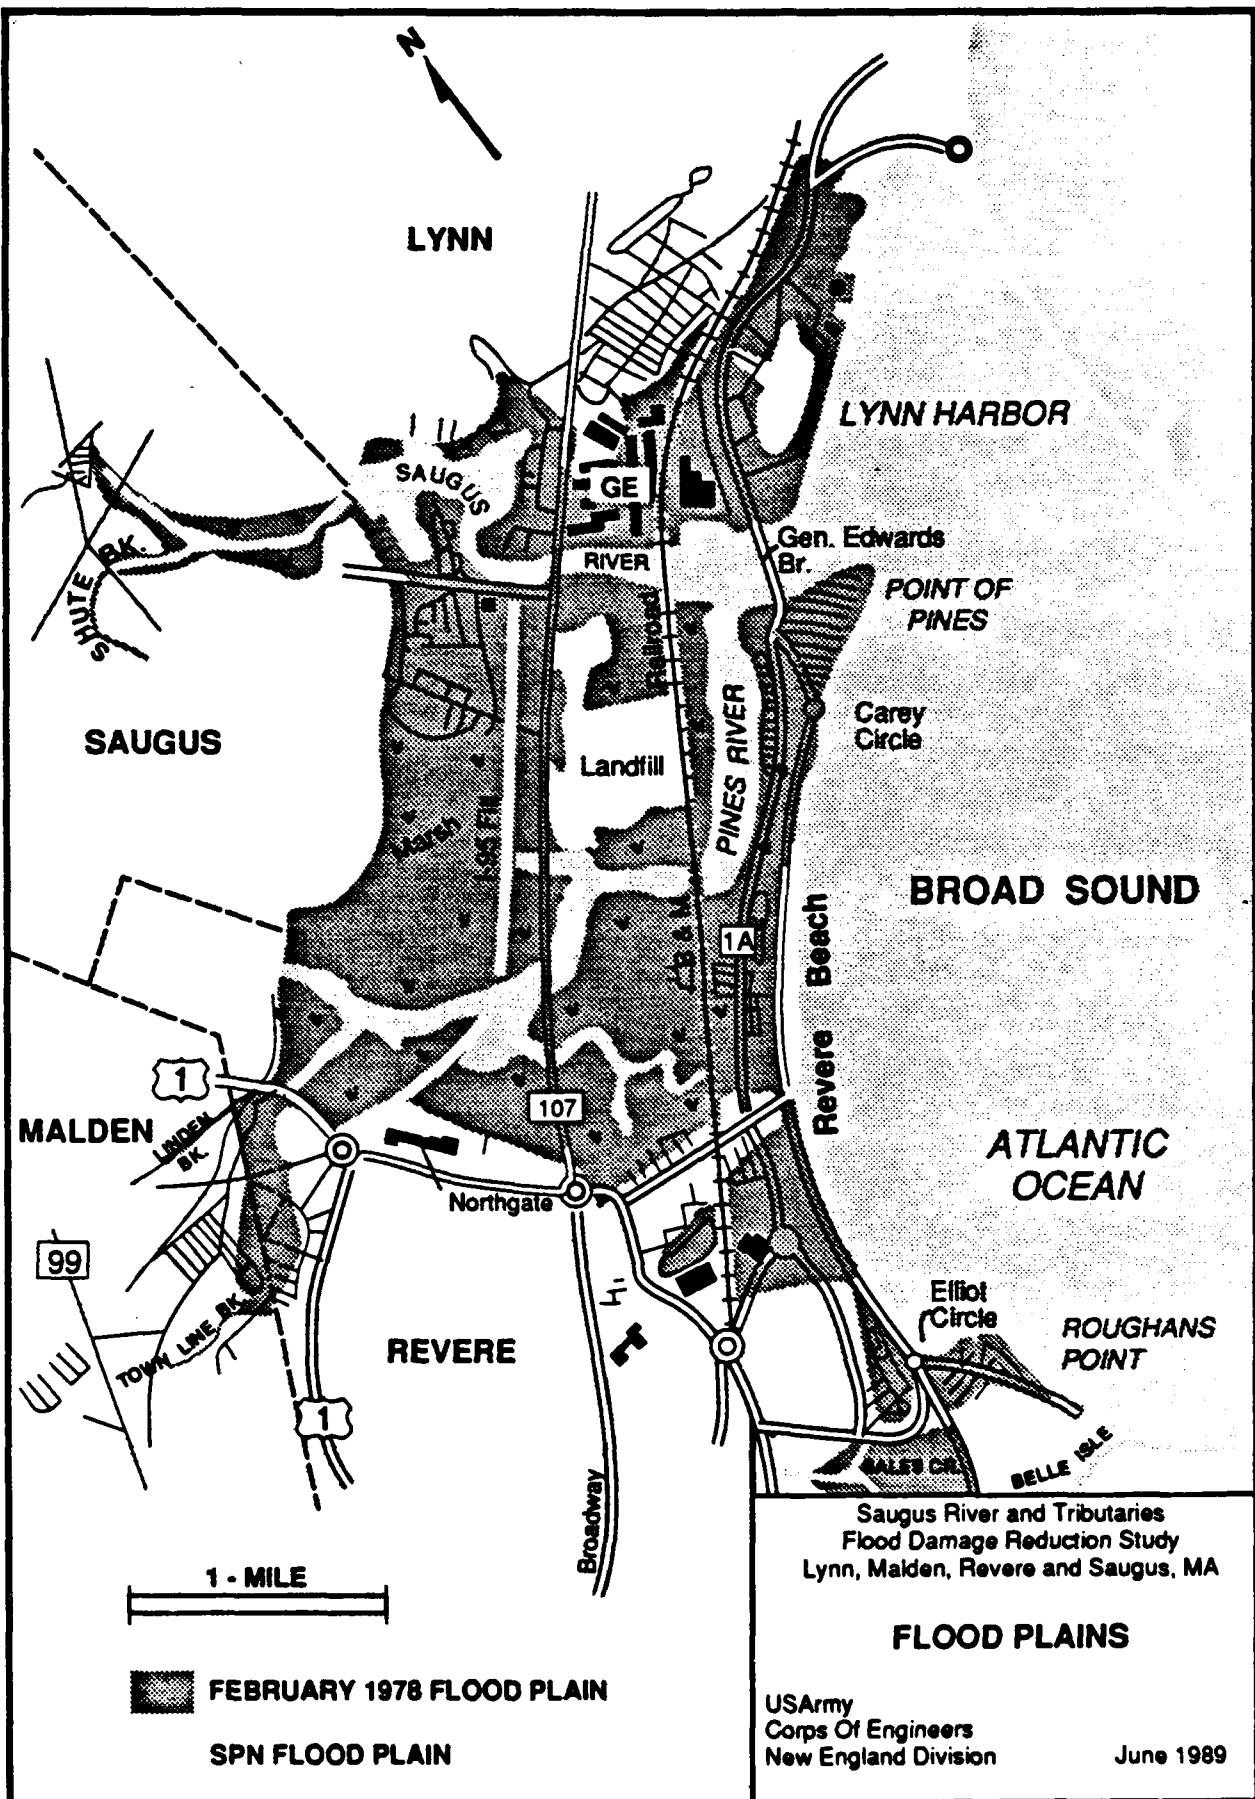 N
LYNN
LYNN HARBOR
SAUGUS
GE
RIVER
Gen. Edwards
Br.
POINT OF
PINES
SHUTE
BK.
Railroad
Carey
Circle
SAUGUS
Landfill
PINES RIVER
Marsh
I-95 Fill
BROAD SOUND
B & M
1A
Revere Beach
1
107
MALDEN
LINDEN
BK.
ATLANTIC
OCEAN
Northgate
99
Elliot
Circle
ROUGHANS
POINT
TOWN LINE BK.
REVERE
1
SALES CR.
BELLE ISLE
Broadway
Saugus River and Tributaries
Flood Damage Reduction Study
Lynn, Malden, Revere and Saugus, MA
1 - MILE
FLOOD PLAINS
FEBRUARY 1978 FLOOD PLAIN
SPN FLOOD PLAIN
USArmy
Corps Of Engineers
New England Division
June 1989